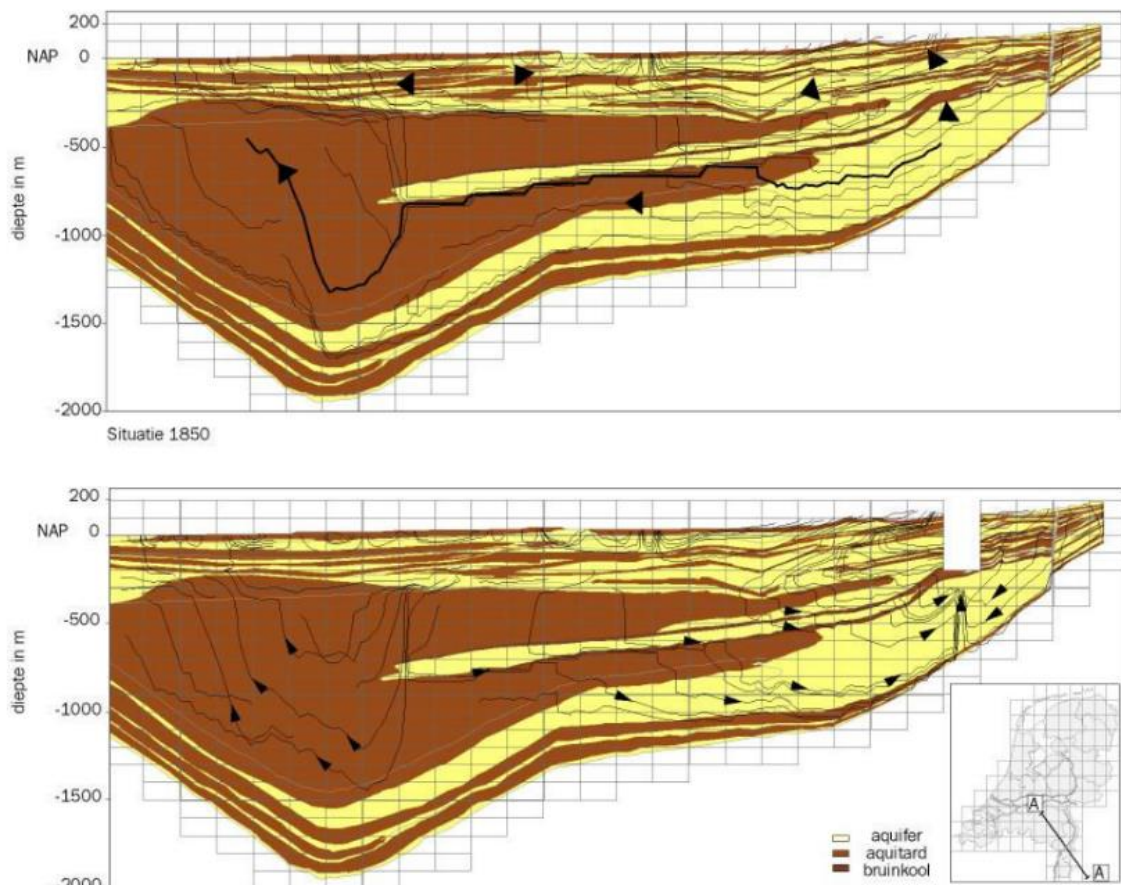 200
NAP 0
-500
diepte in m
-1000
-1500
-2000
Situatie 1850
200
NAP 0
-500
diepte in m
-1000
-1500
-2000
aquifer
aquitard
bruinkool
A
A